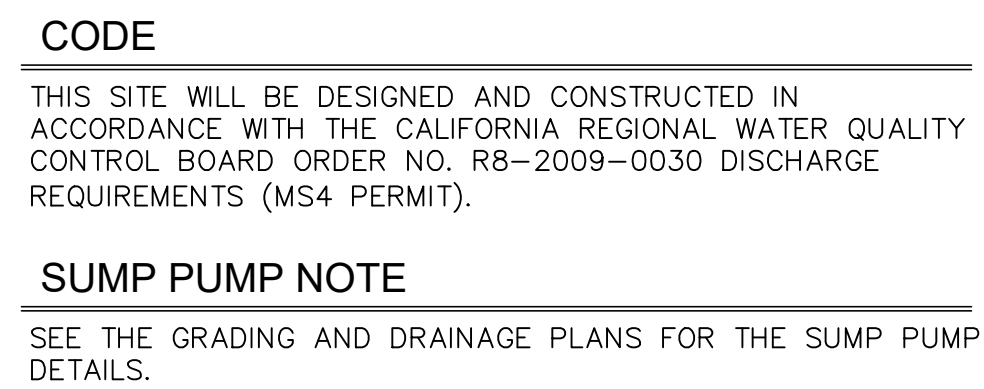 CODE
THIS SITE WILL BE DESIGNED AND CONSTRUCTED IN
ACCORDANCE WITH THE CALIFORNIA REGIONAL WATER QUALITY
CONTROL BOARD ORDER NO. R8-2009-0030 DISCHARGE
REQUIREMENTS (MS4 PERMIT).
SUMP PUMP NOTE
SEE THE GRADING AND DRAINAGE PLANS FOR THE SUMP PUMP
DETAILS.